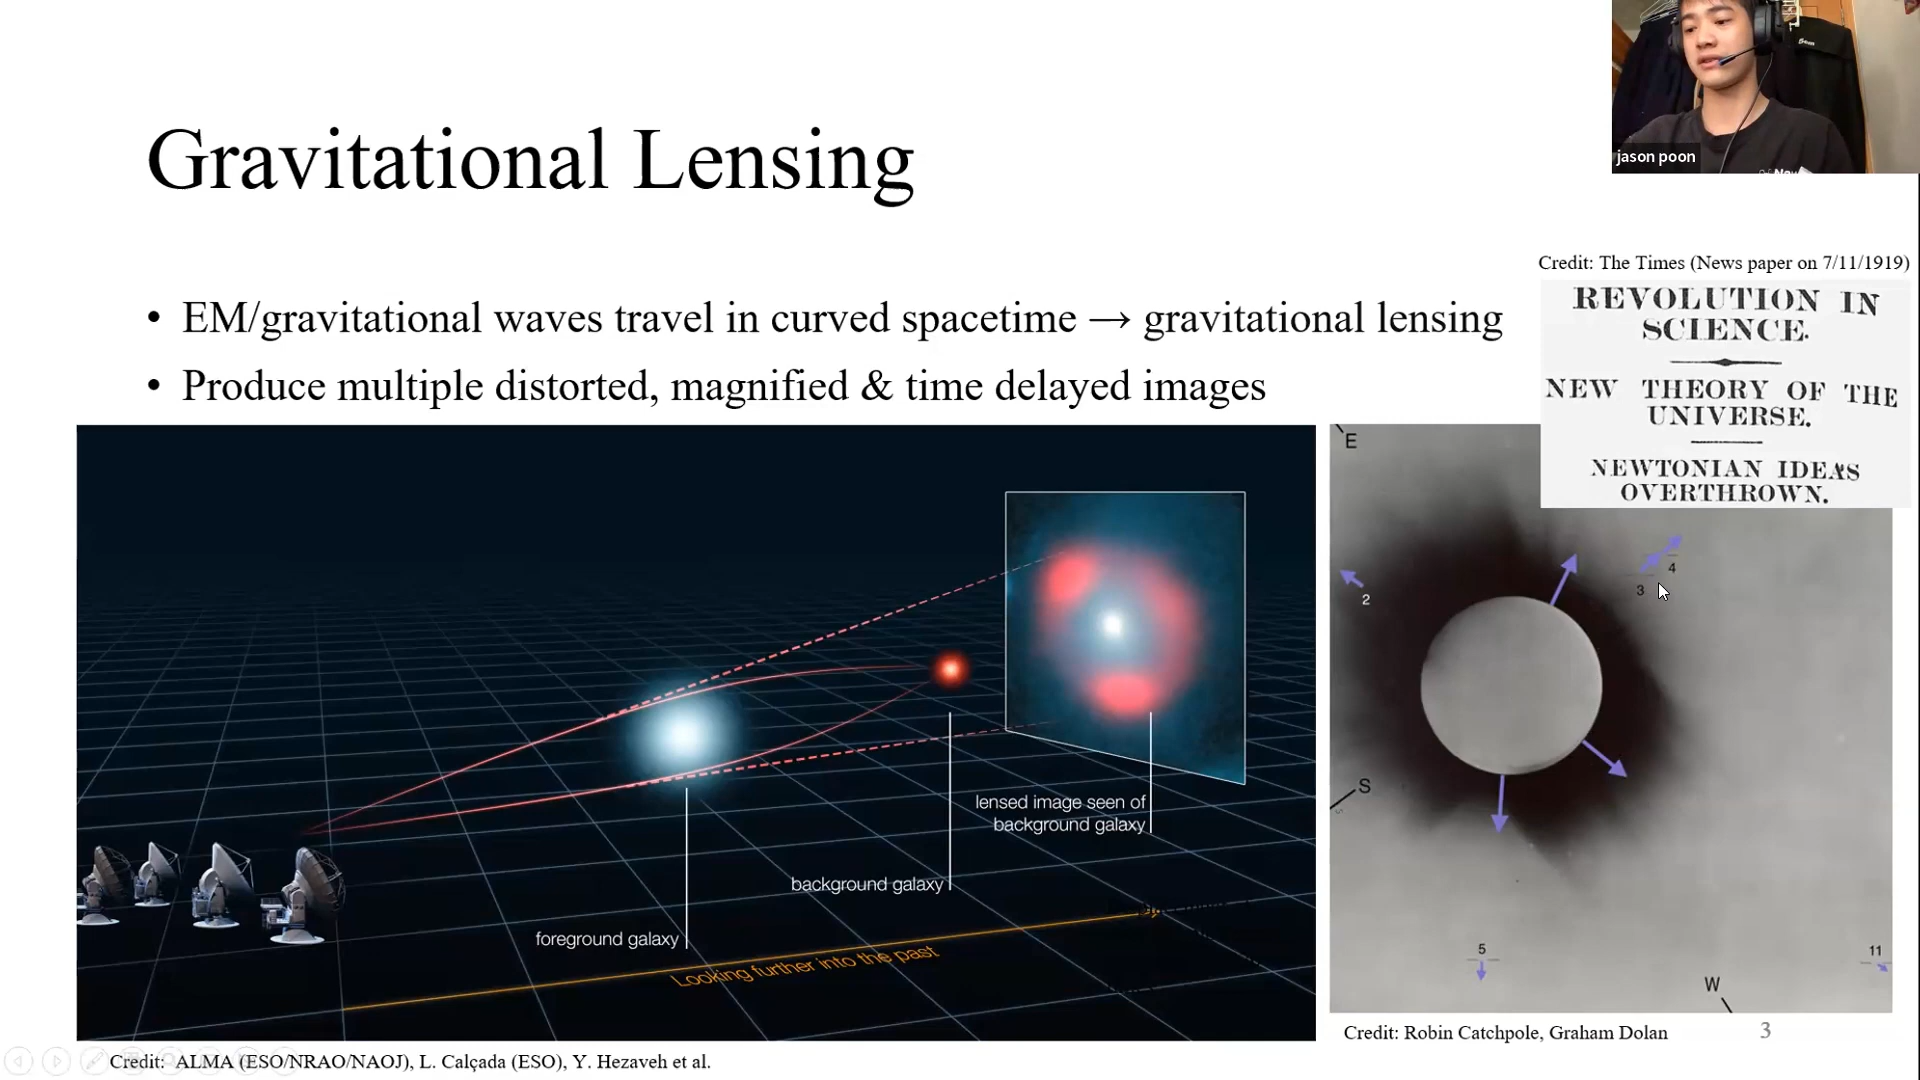 jason poon
Gravitational Lensing
Credit: The Times (News paper on 7/11/1919)
• EM/gravitational waves travel in curved spacetime → gravitational lensing
• Produce multiple distorted, magnified & time delayed images
REVOLUTION IN
SCIENCE.
NEW THEORY OF THE
UNIVERSE.
NEWTONIAN IDEAS
OVERTHROWN.
lensed image seen of
background galaxy
background galaxy
foreground galaxy
Looking further into the past
E
2
4
3
S
5
11
W
Credit: Robin Catchpole, Graham Dolan
3
Credit: ALMA (ESO/NRAO/NAOJ), L. Calçada (ESO), Y. Hezaveh et al.